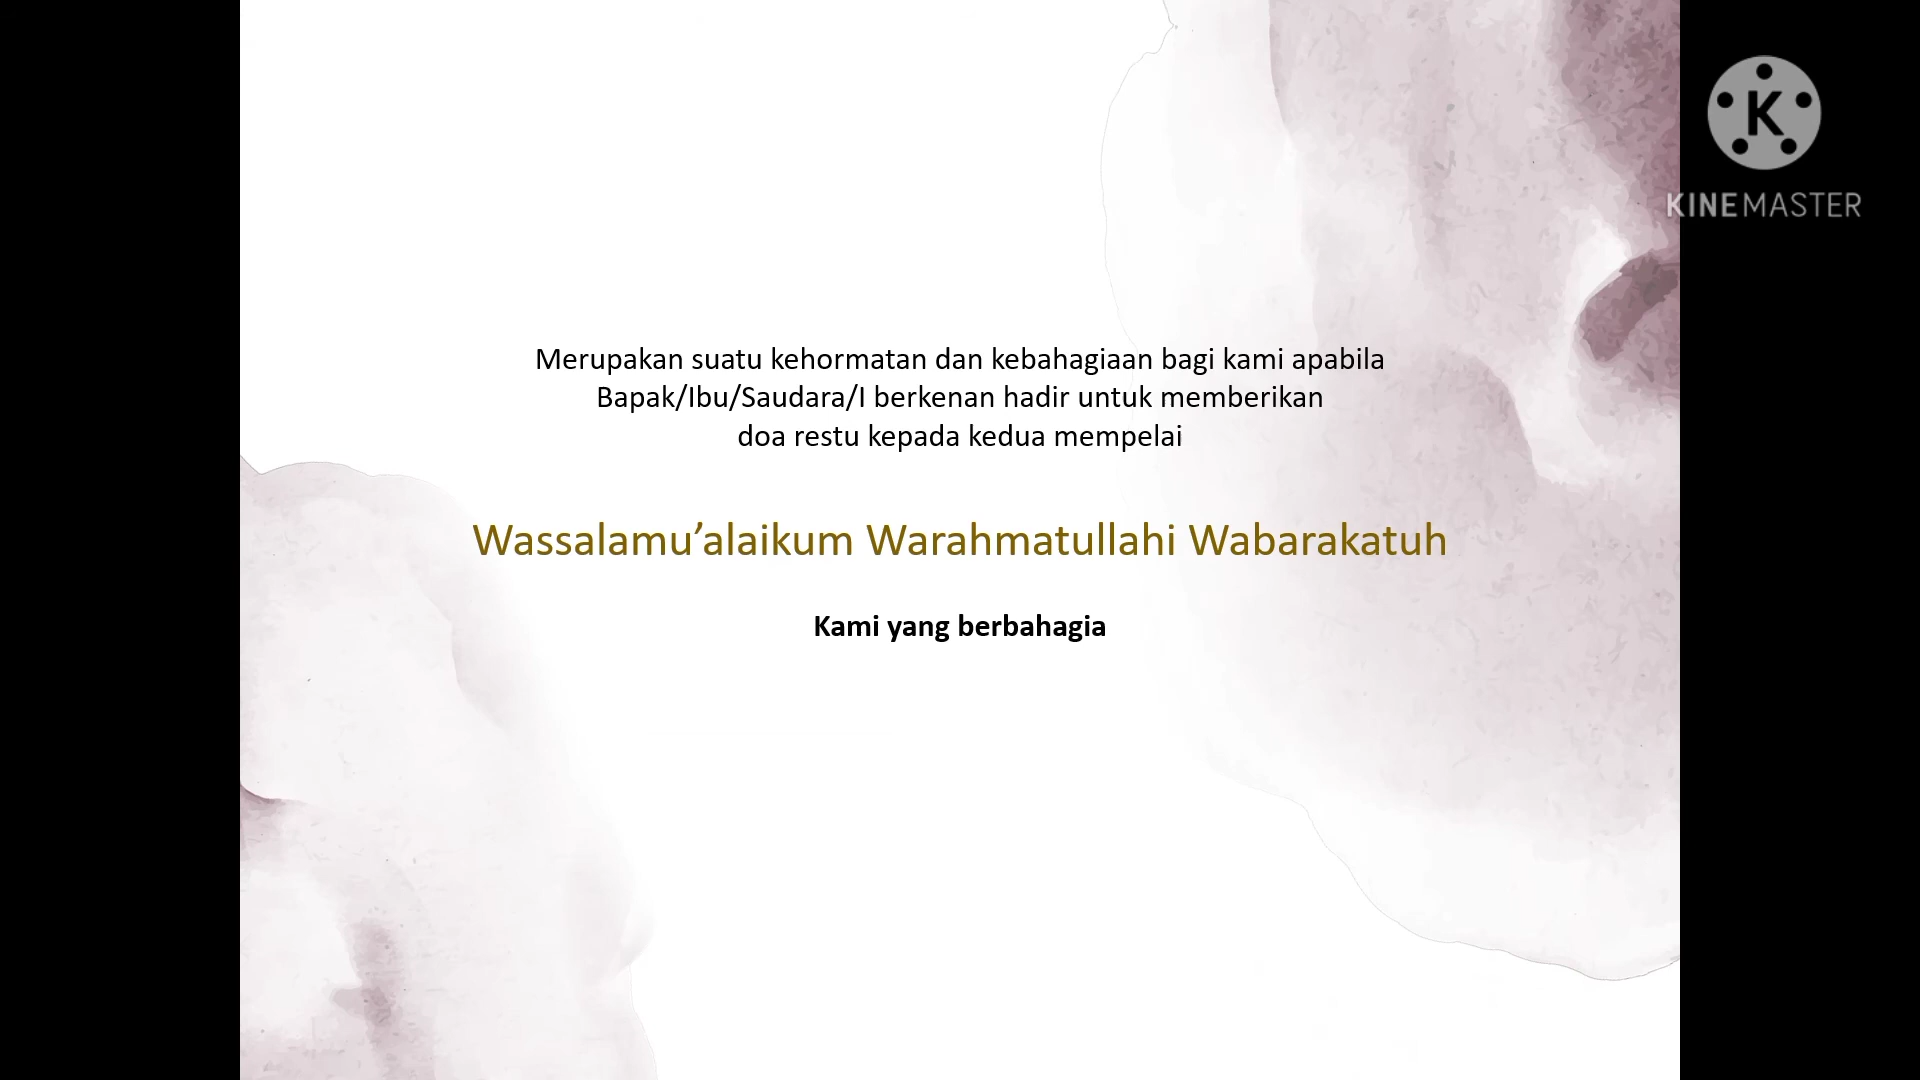 K
KINEMASTER
Merupakan suatu kehormatan dan kebahagiaan bagi kami apabila
Bapak/Ibu/Saudara/I berkenan hadir untuk memberikan
doa restu kepada kedua mempelai
Wassalamu’alaikum Warahmatullahi Wabarakatuh
Kami yang berbahagia